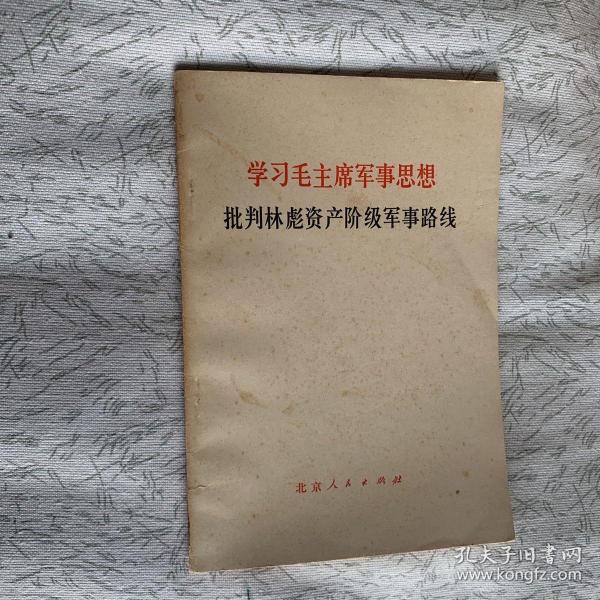 学习毛主席军事思想
批判林彪资产阶级军事路线
北京人民出版社
孔夫子旧书网
www.kongfz.com